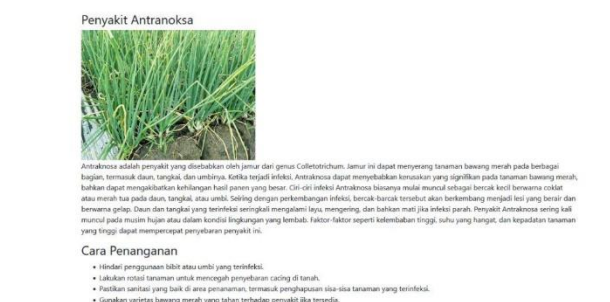 Penyakit Antranoksa
Antraknosa adalah penyakit yang disebabkan oleh jamur dari genus Colletotrichum. Jamur ini dapat menyerang tanaman bawang merah pada berbagai
bagian, termasuk daun, tangkai, dan umbinya. Ketika terjadi infeksi, Antraknosa dapat menyebabkan kerusakan yang signifikan pada tanaman bawang merah,
bahkan dapat mengakibatkan kehilangan hasil panen yang besar. Ciri-ciri infeksi Antraknosa biasanya mulai muncul sebagai bercak kecil berwarna coklat
atau merah tua pada daun, tangkai, atau umbi. Seiring dengan perkembangan infeksi, bercak-bercak tersebut akan berkembang menjadi lesi yang berair dan
berwarna gelap. Daun dan tangkai yang terinfeksi seringkali mengalami layu, mengering, dan bahkan mati jika infeksi parah. Penyakit Antraknosa sering kali
muncul pada musim hujan atau dalam kondisi lingkungan yang lembab. Faktor-faktor seperti kelembaban tinggi, suhu yang hangat, dan kepadatan tanaman
yang tinggi dapat mempercepat penyebaran penyakit ini.
Cara Penanganan
• Hindari penggunaan bibit atau umbi yang terinfeksi.
• Lakukan rotasi tanaman untuk mencegah penyebaran cacing di tanah.
• Pastikan sanitasi yang baik di area penanaman, termasuk penghapusan sisa-sisa tanaman yang terinfeksi.
• Gunakan varietas bawang merah yang tahan terhadap penyakit jika tersedia.